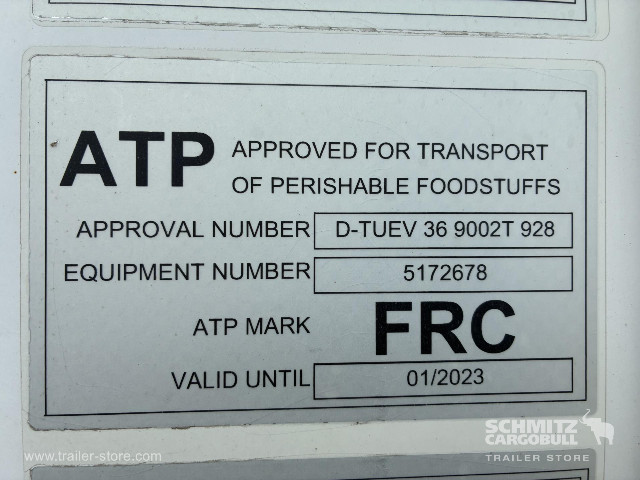 ATP APPROVED FOR TRANSPORT
OF PERISHABLE FOODSTUFFS
APPROVAL NUMBER D-TUEV 36 9002T 928
EQUIPMENT NUMBER 5172678
ATP MARK FRC
VALID UNTIL 01/2023
SCHMITZ
CARGOBULL
TRAILER STORE
www.trailer-store.com